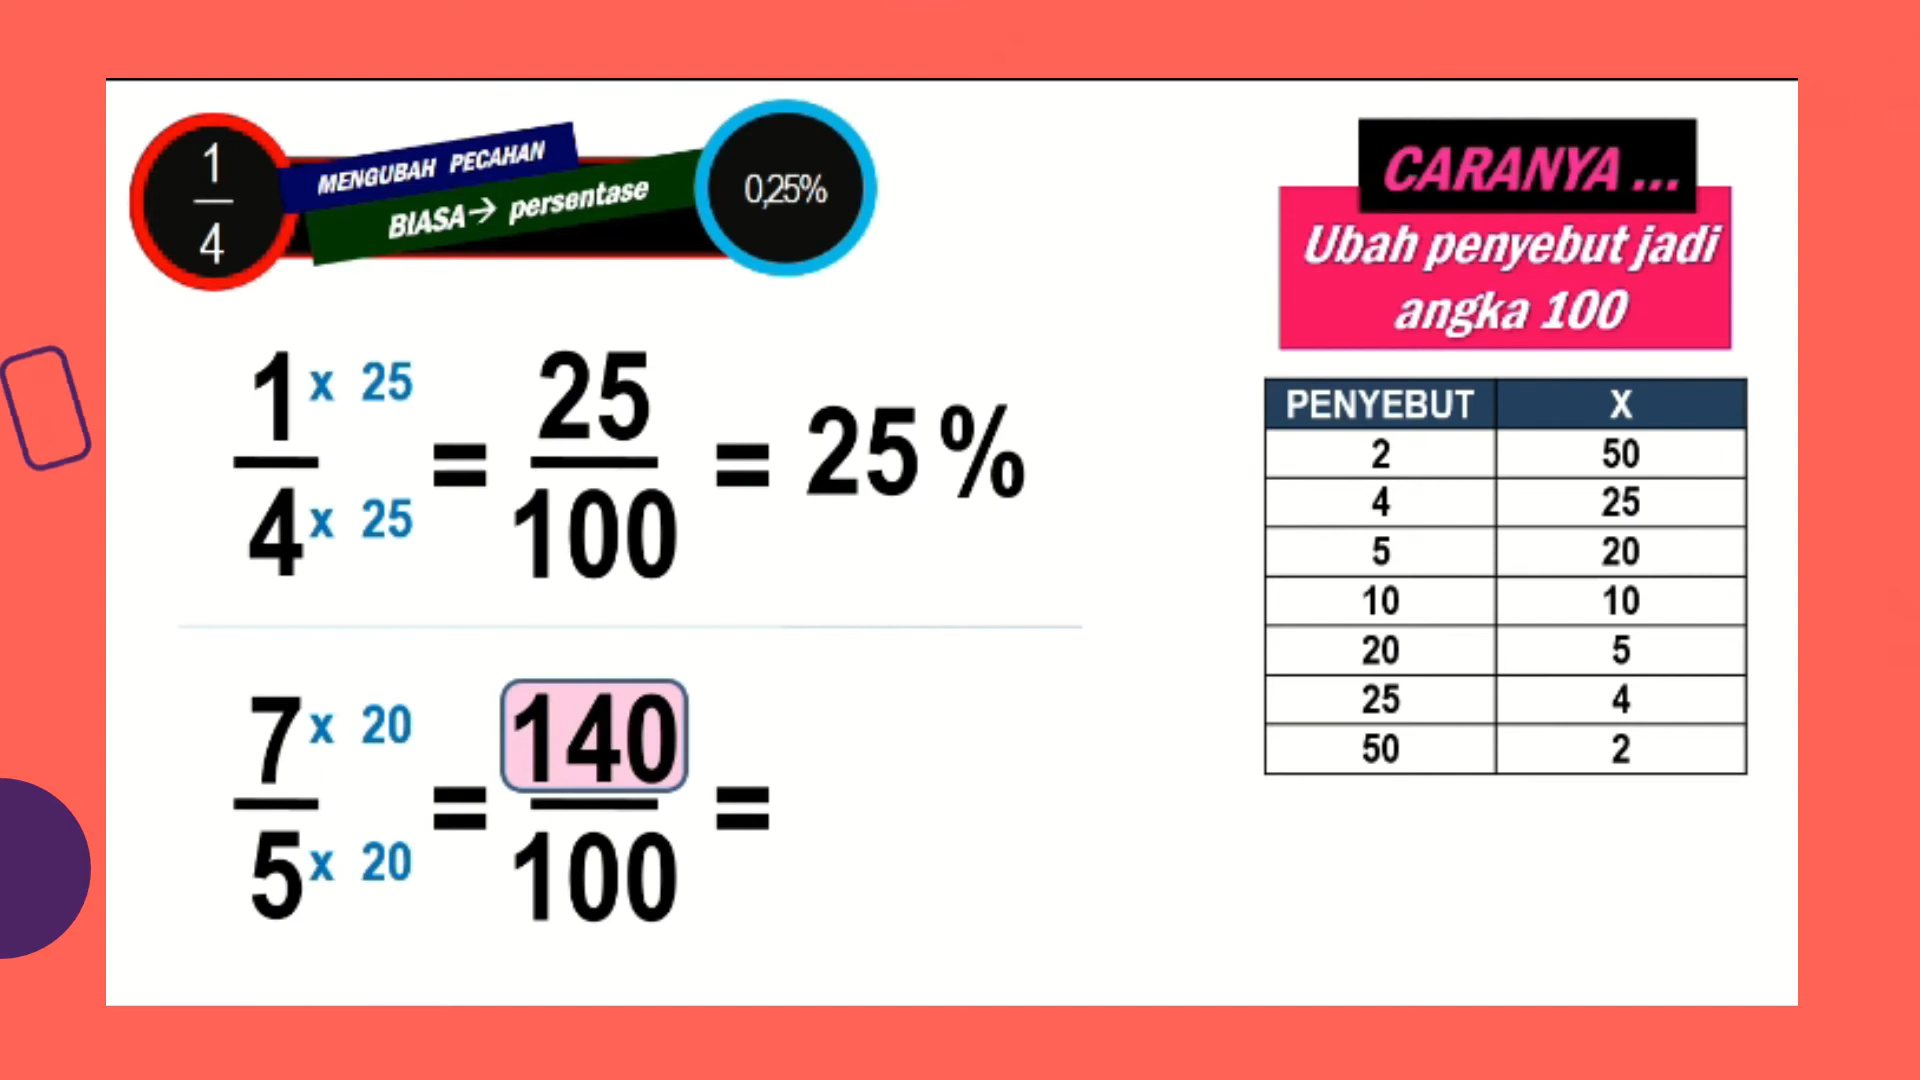 1
4
MENGUBAH PECAHAN
BIASA→ persentase
0,25%
CARANYA ...
Ubah penyebut jadi
angka 100
1 x 25
4 x 25
=
25
100
= 25 %
7 x 20
5 x 20
=
140
100
=
PENYEBUT X
2 50
4 25
5 20
10 10
20 5
25 4
50 2